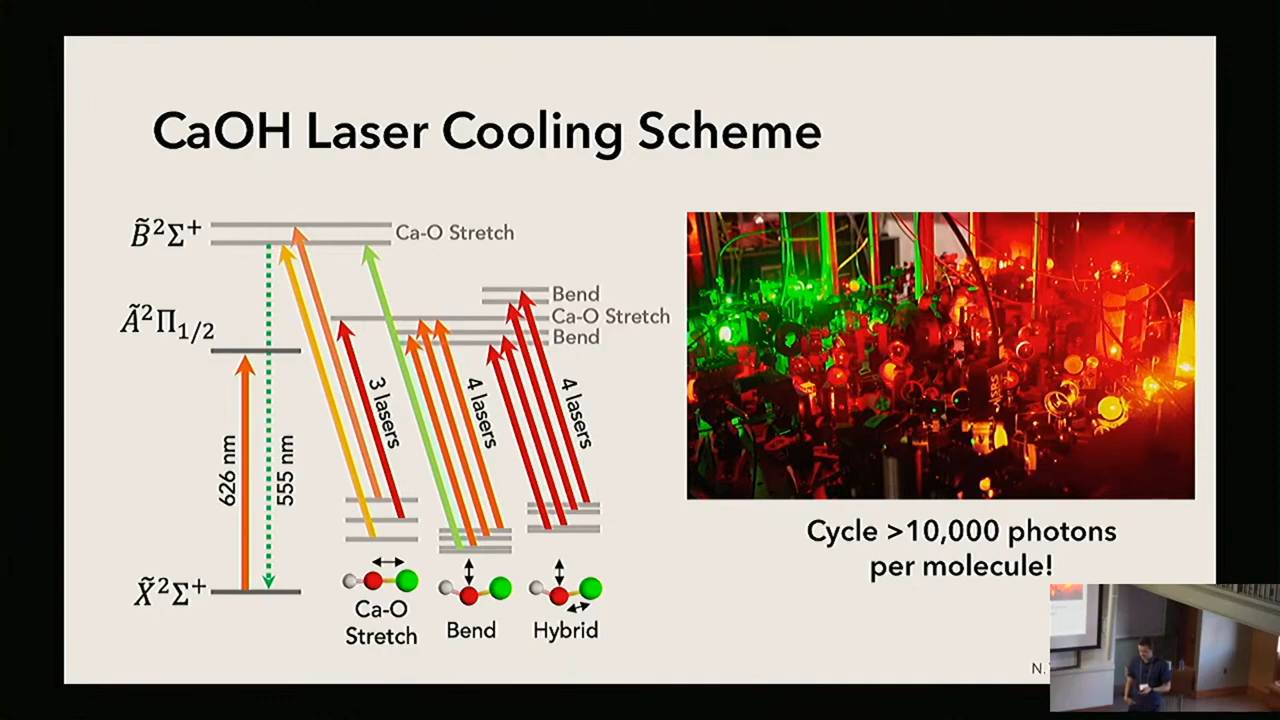 CaOH Laser Cooling Scheme
B̃²Σ⁺
Ca-O Stretch
Ã²Π₁/₂
Bend
Ca-O Stretch
Bend
3 lasers
4 lasers
4 lasers
626 nm
555 nm
X̃²Σ⁺
Ca-O
Stretch
Bend
Hybrid
Cycle >10,000 photons
per molecule!
N.